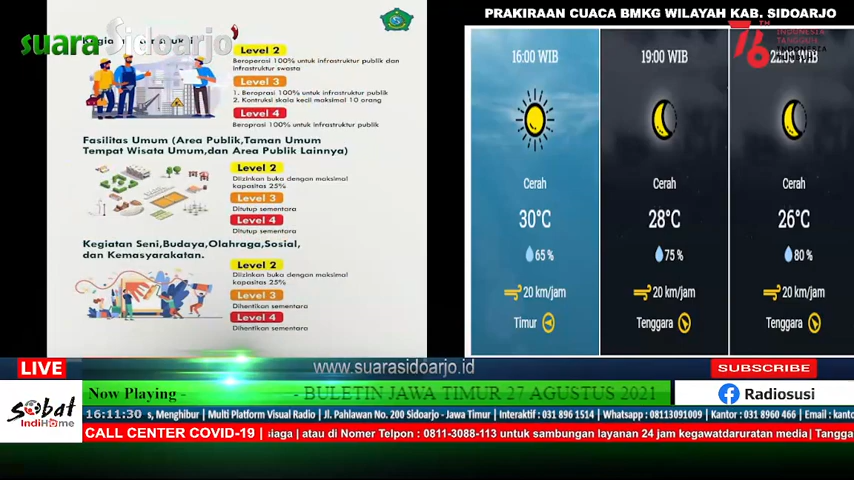 PRAKIRAAN CUACA BMKG WILAYAH KAB. SIDOARJO
suara Sidoarjo
Level 2
Beroperasi 100% untuk infrastruktur publik dan
infrastruktur swasta
Level 3
1. Beroprasi 100% untuk infrastruktur publik
2. Kontruksi skala kecil maksimal 10 orang
Level 4
Beroprasi 100% untuk infrastruktur publik
Fasilitas Umum (Area Publik,Taman Umum
Tempat Wisata Umum,dan Area Publik Lainnya)
Level 2
Diizinkan buka dengan maksimal
kapasitas 25%
Level 3
Ditutup sementara
Level 4
Ditutup sementara
Kegiatan Seni,Budaya,Olahraga,Sosial,
dan Kemasyarakatan.
Level 2
Diizinkan buka dengan maksimal
kapasitas 25%
Level 3
Dihentikan sementara
Level 4
Dihentikan sementara
16:00 WIB
Cerah
30°C
65 %
20 km/jam
Timur
19:00 WIB
Cerah
28°C
75 %
20 km/jam
Tenggara
WIB
Cerah
26°C
80 %
20 km/jam
Tenggara
76
TH
INDONESIA
LIVE
www.suarasidoarjo.id
SUBSCRIBE
Now Playing -
- BULETIN JAWA TIMUR 27 AGUSTUS 2021
Radiosusi
Sobat
IndiHome
16:11:30 s, Menghibur | Multi Platform Visual Radio | Jl. Pahlawan No. 200 Sidoarjo - Jawa Timur | Interaktif : 031 896 1514 | Whatsapp : 08113091009 | Kantor : 031 8960 466 | Email : kanto
CALL CENTER COVID-19 | siaga | atau di Nomer Telpon : 0811-3088-113 untuk sambungan layanan 24 jam kegawatdaruratan media | Tangga